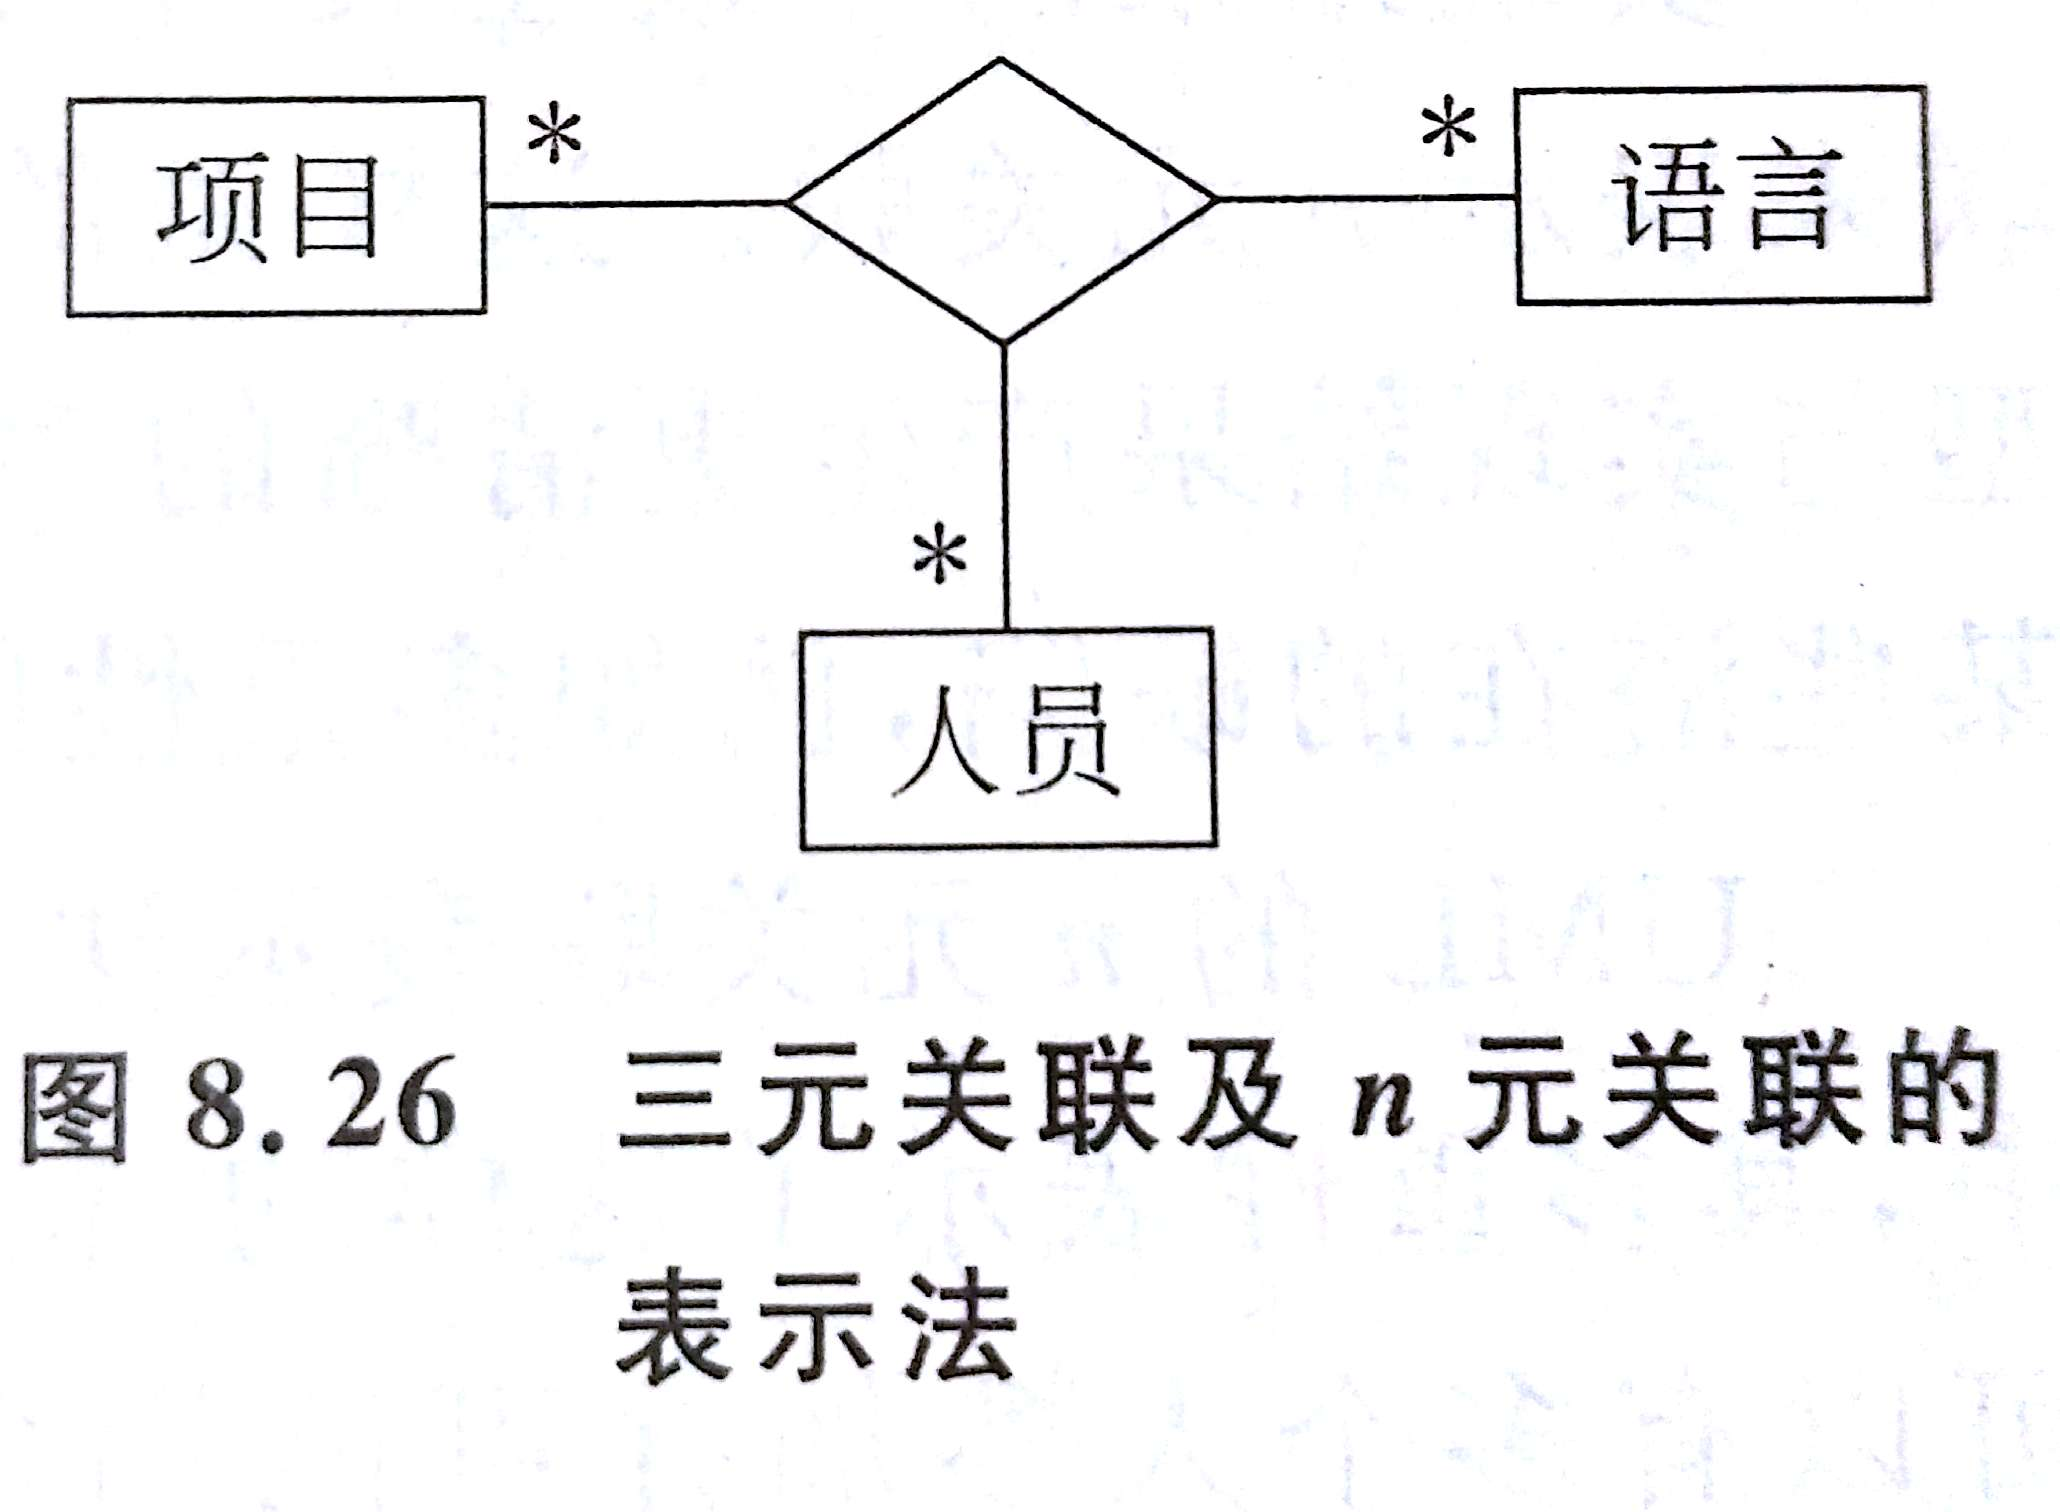 项目 * * 语言
*
人员
图 8.26 三元关联及 n 元关联的
表示法